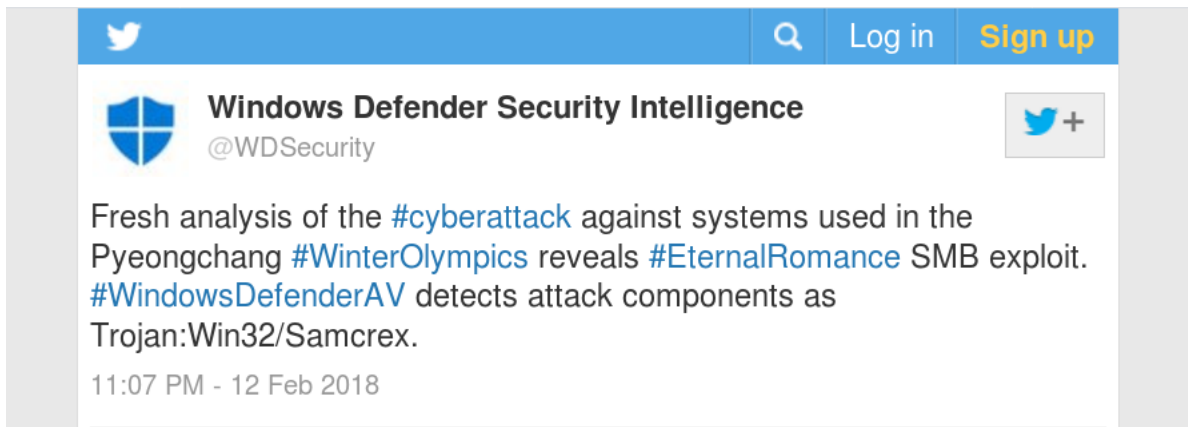 Log in
Sign up
Windows Defender Security Intelligence
@WDSecurity
+
Fresh analysis of the #cyberattack against systems used in the
Pyeongchang #WinterOlympics reveals #EternalRomance SMB exploit.
#WindowsDefenderAV detects attack components as
Trojan:Win32/Samcrex.
11:07 PM - 12 Feb 2018